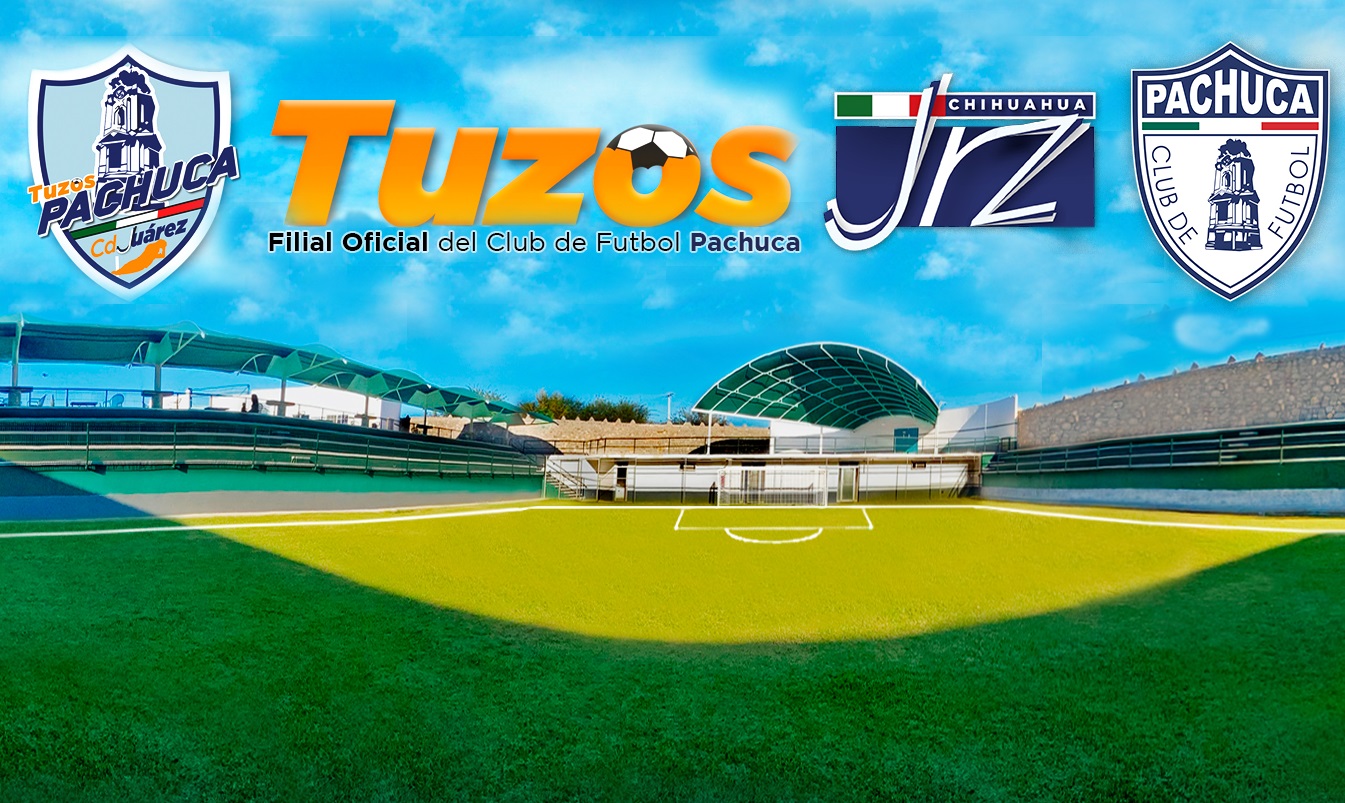 Tuzos
PACHUCA
Cd Juárez
Tuzos
Filial Oficial del Club de Futbol Pachuca
CHIHUAHUA
Jrz
PACHUCA
CLUB DE FUTBOL